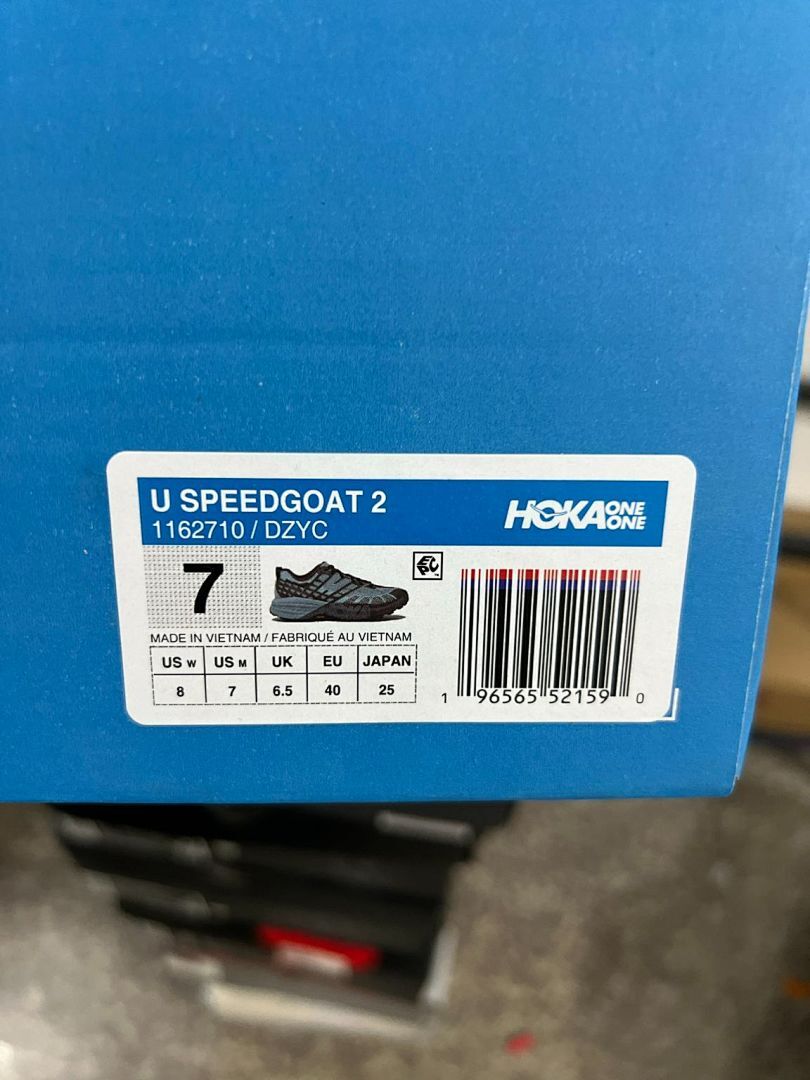 U SPEEDGOAT 2
1162710 / DZYC
HOKA ONE ONE
7
MADE IN VIETNAM / FABRIQUÉ AU VIETNAM
US W US M UK EU JAPAN
8 7 6.5 40 25
1 96565 52159 0